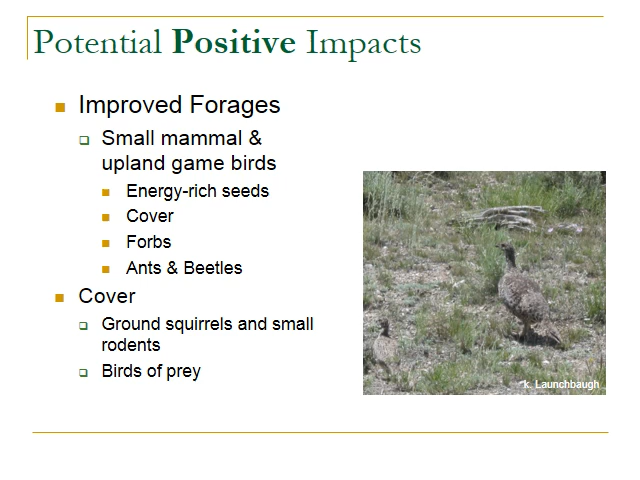 Potential Positive Impacts
Improved Forages
Small mammal &
upland game birds
Energy-rich seeds
Cover
Forbs
Ants & Beetles
Cover
Ground squirrels and small
rodents
Birds of prey
k. Launchbaugh